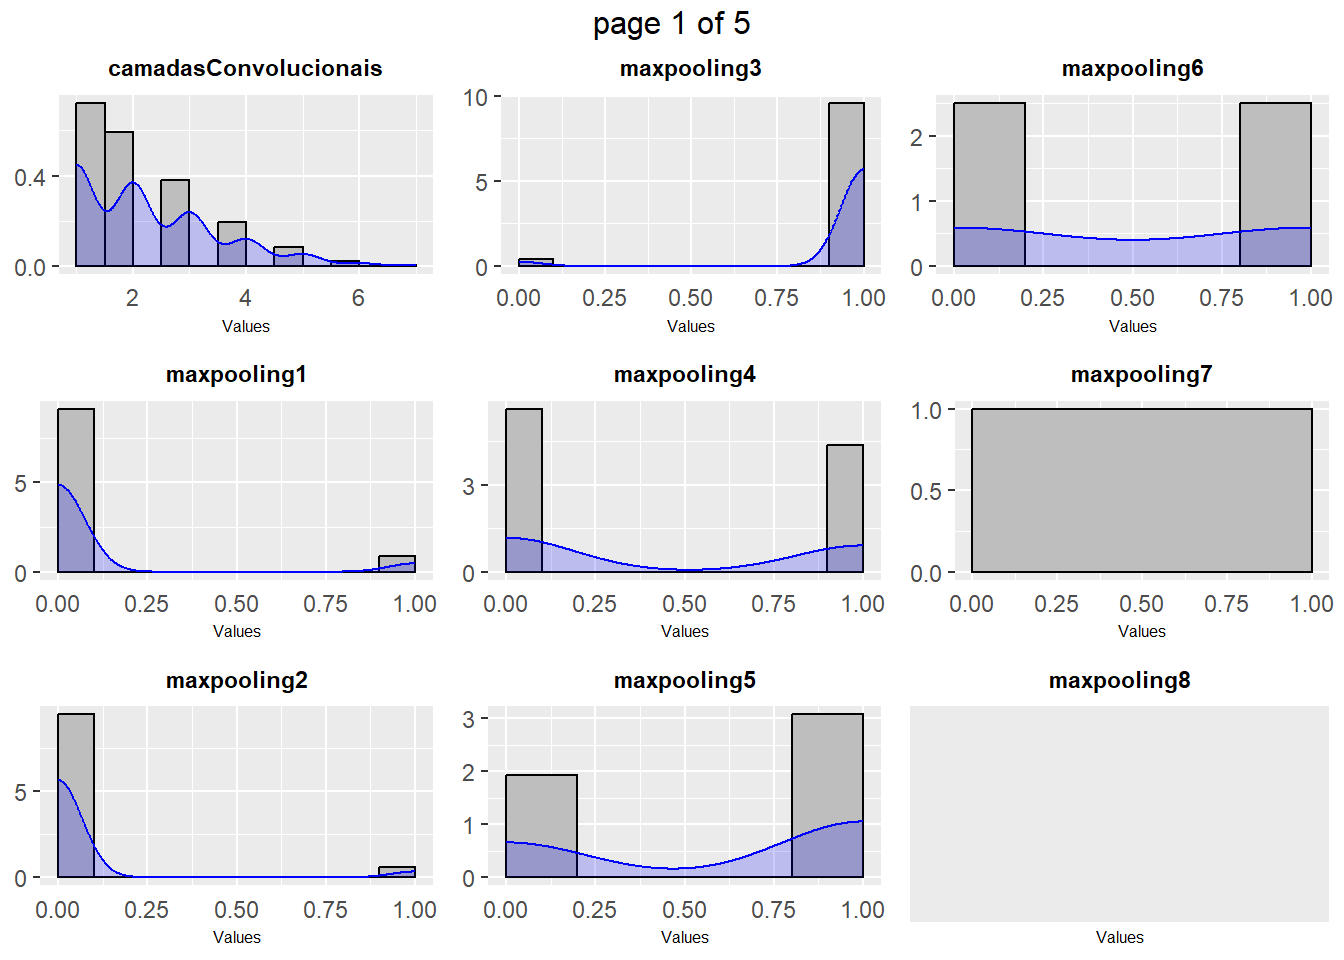 page 1 of 5
camadasConvolucionais
maxpooling3
maxpooling6
0.4
0.0
2 4 6
Values
10
5
0
0.00 0.25 0.50 0.75 1.00
Values
2
1
0
0.00 0.25 0.50 0.75 1.00
Values
maxpooling1
maxpooling4
maxpooling7
5
0
0.00 0.25 0.50 0.75 1.00
Values
3
0
0.00 0.25 0.50 0.75 1.00
Values
1.0
0.5
0.0
0.00 0.25 0.50 0.75 1.00
Values
maxpooling2
maxpooling5
maxpooling8
5
0
0.00 0.25 0.50 0.75 1.00
Values
3
2
1
0
0.00 0.25 0.50 0.75 1.00
Values
Values